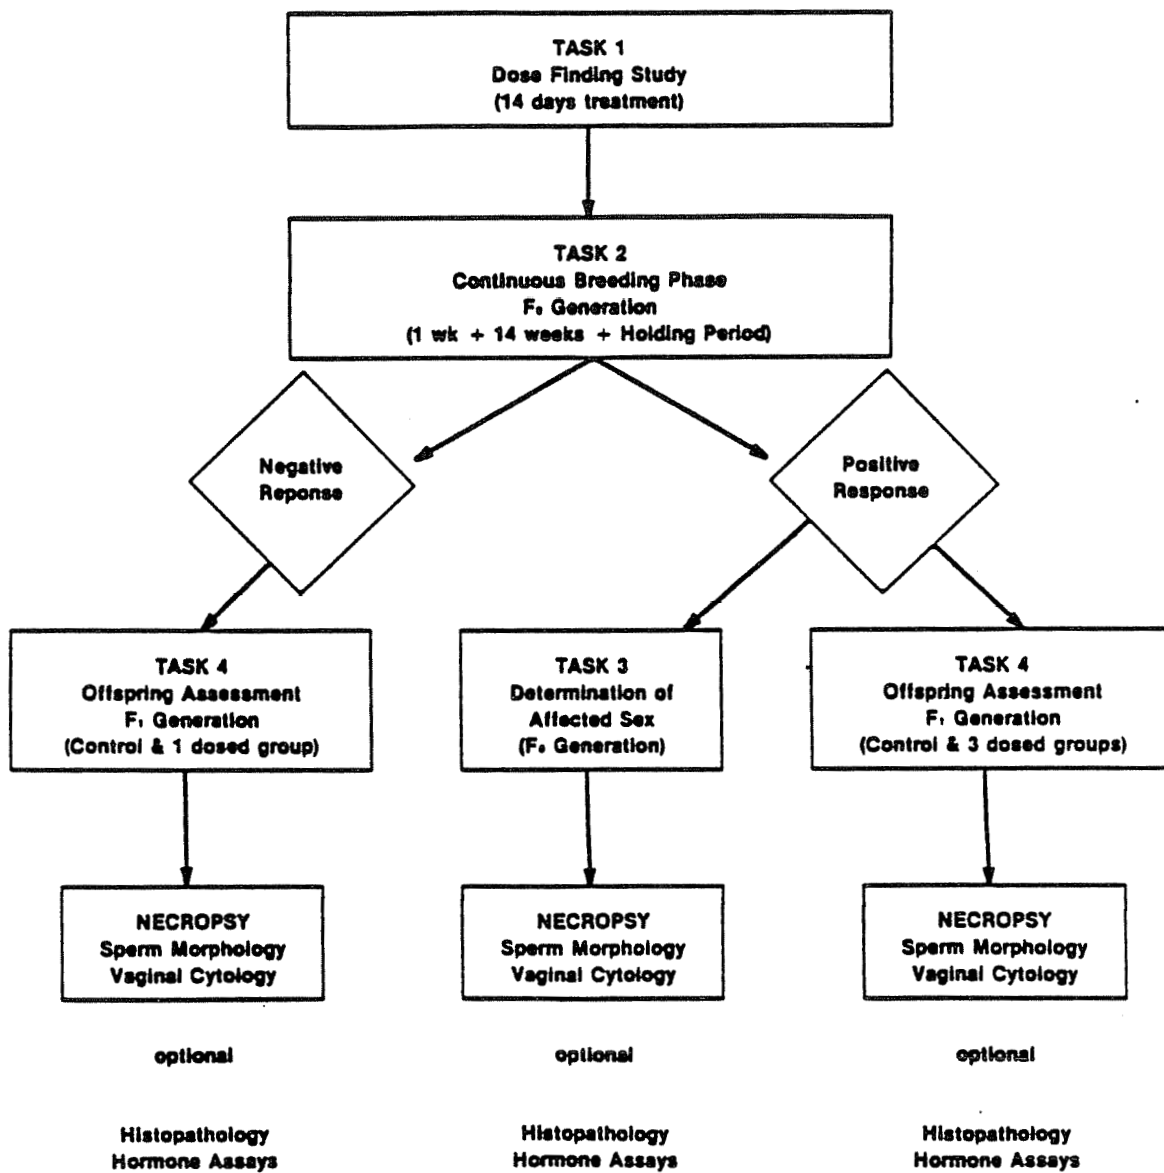 TASK 1
Dose Finding Study
(14 days treatment)
TASK 2
Continuous Breeding Phase
F₀ Generation
(1 wk + 14 weeks + Holding Period)
Negative
Reponse
Positive
Response
TASK 4
Offspring Assessment
F₁ Generation
(Control & 1 dosed group)
TASK 3
Determination of
Affected Sex
(F₀ Generation)
TASK 4
Offspring Assessment
F₁ Generation
(Control & 3 dosed groups)
NECROPSY
Sperm Morphology
Vaginal Cytology
NECROPSY
Sperm Morphology
Vaginal Cytology
NECROPSY
Sperm Morphology
Vaginal Cytology
optional
optional
optional
Histopathology
Hormone Assays
Histopathology
Hormone Assays
Histopathology
Hormone Assays